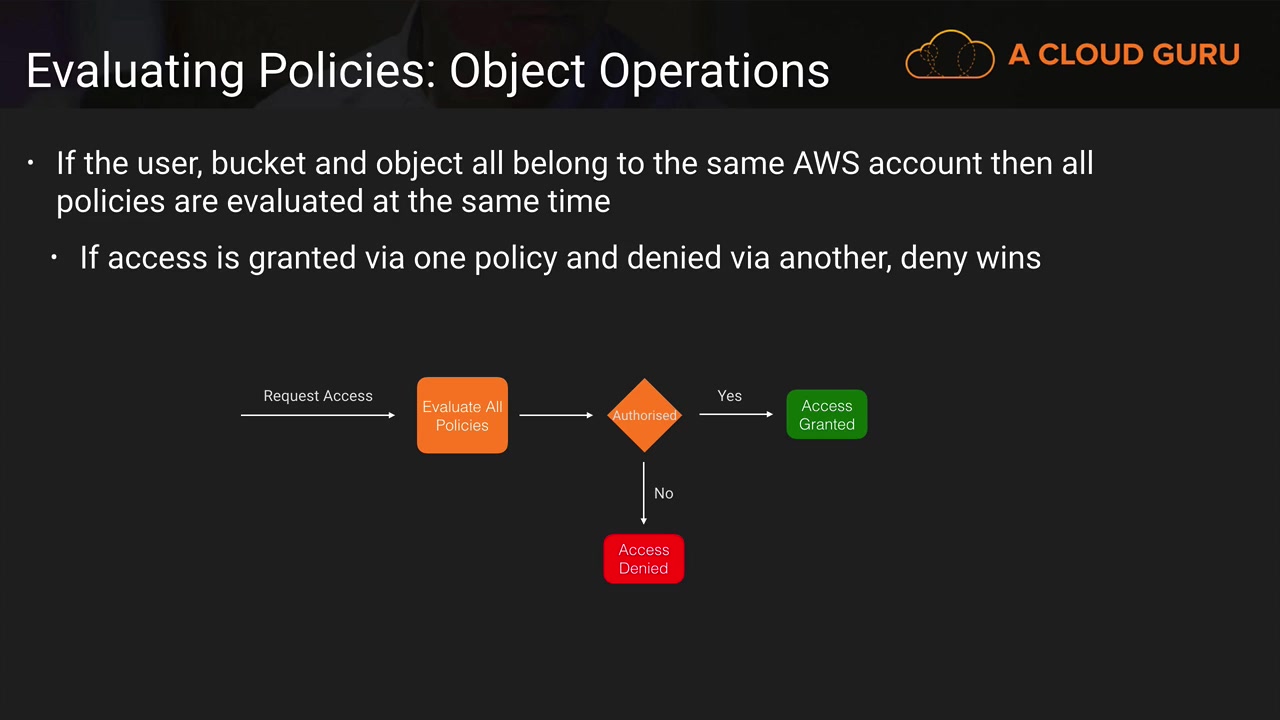 Evaluating Policies: Object Operations
A CLOUD GURU
• If the user, bucket and object all belong to the same AWS account then all
policies are evaluated at the same time
• If access is granted via one policy and denied via another, deny wins
Request Access
Evaluate All
Policies
Authorised
Yes
Access
Granted
No
Access
Denied